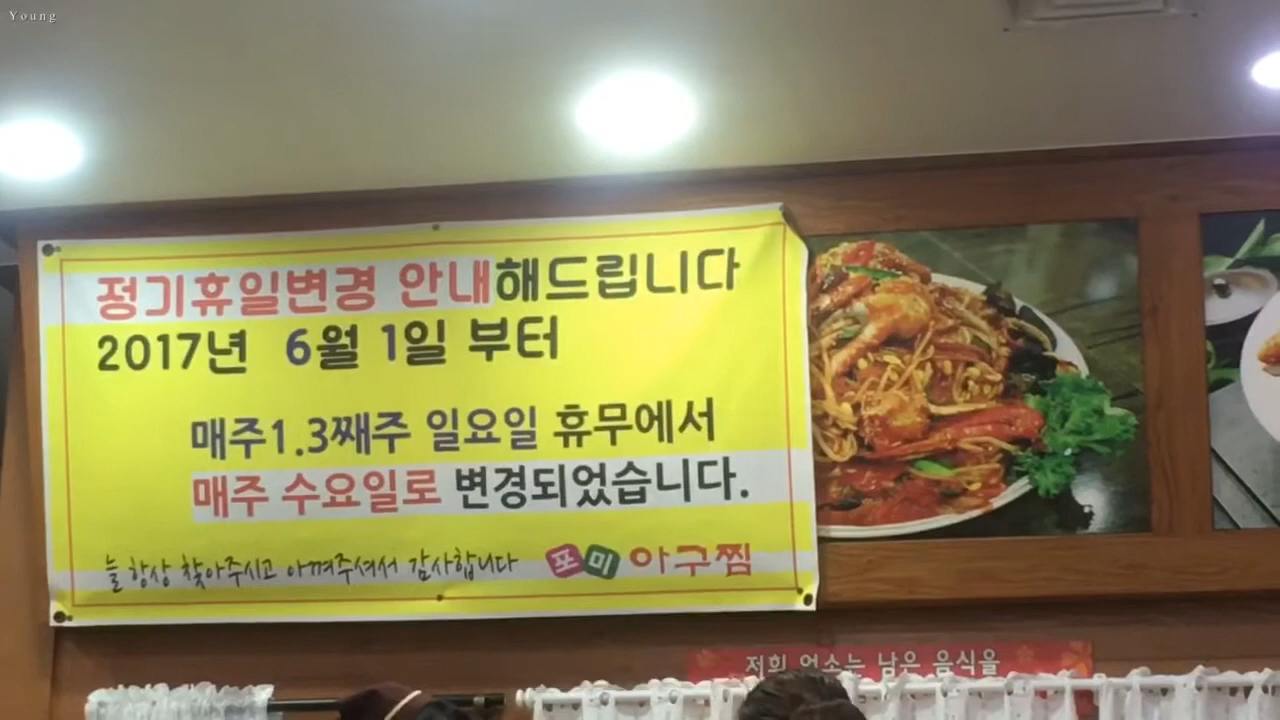 Young
정기휴일변경 안내해드립니다
2017년 6월 1일 부터
매주1.3째주 일요일 휴무에서
매주 수요일로 변경되었습니다.
늘 항상 찾아주시고 아껴주셔서 감사합니다 포미 아구찜
저희 업소는 남은 음식을